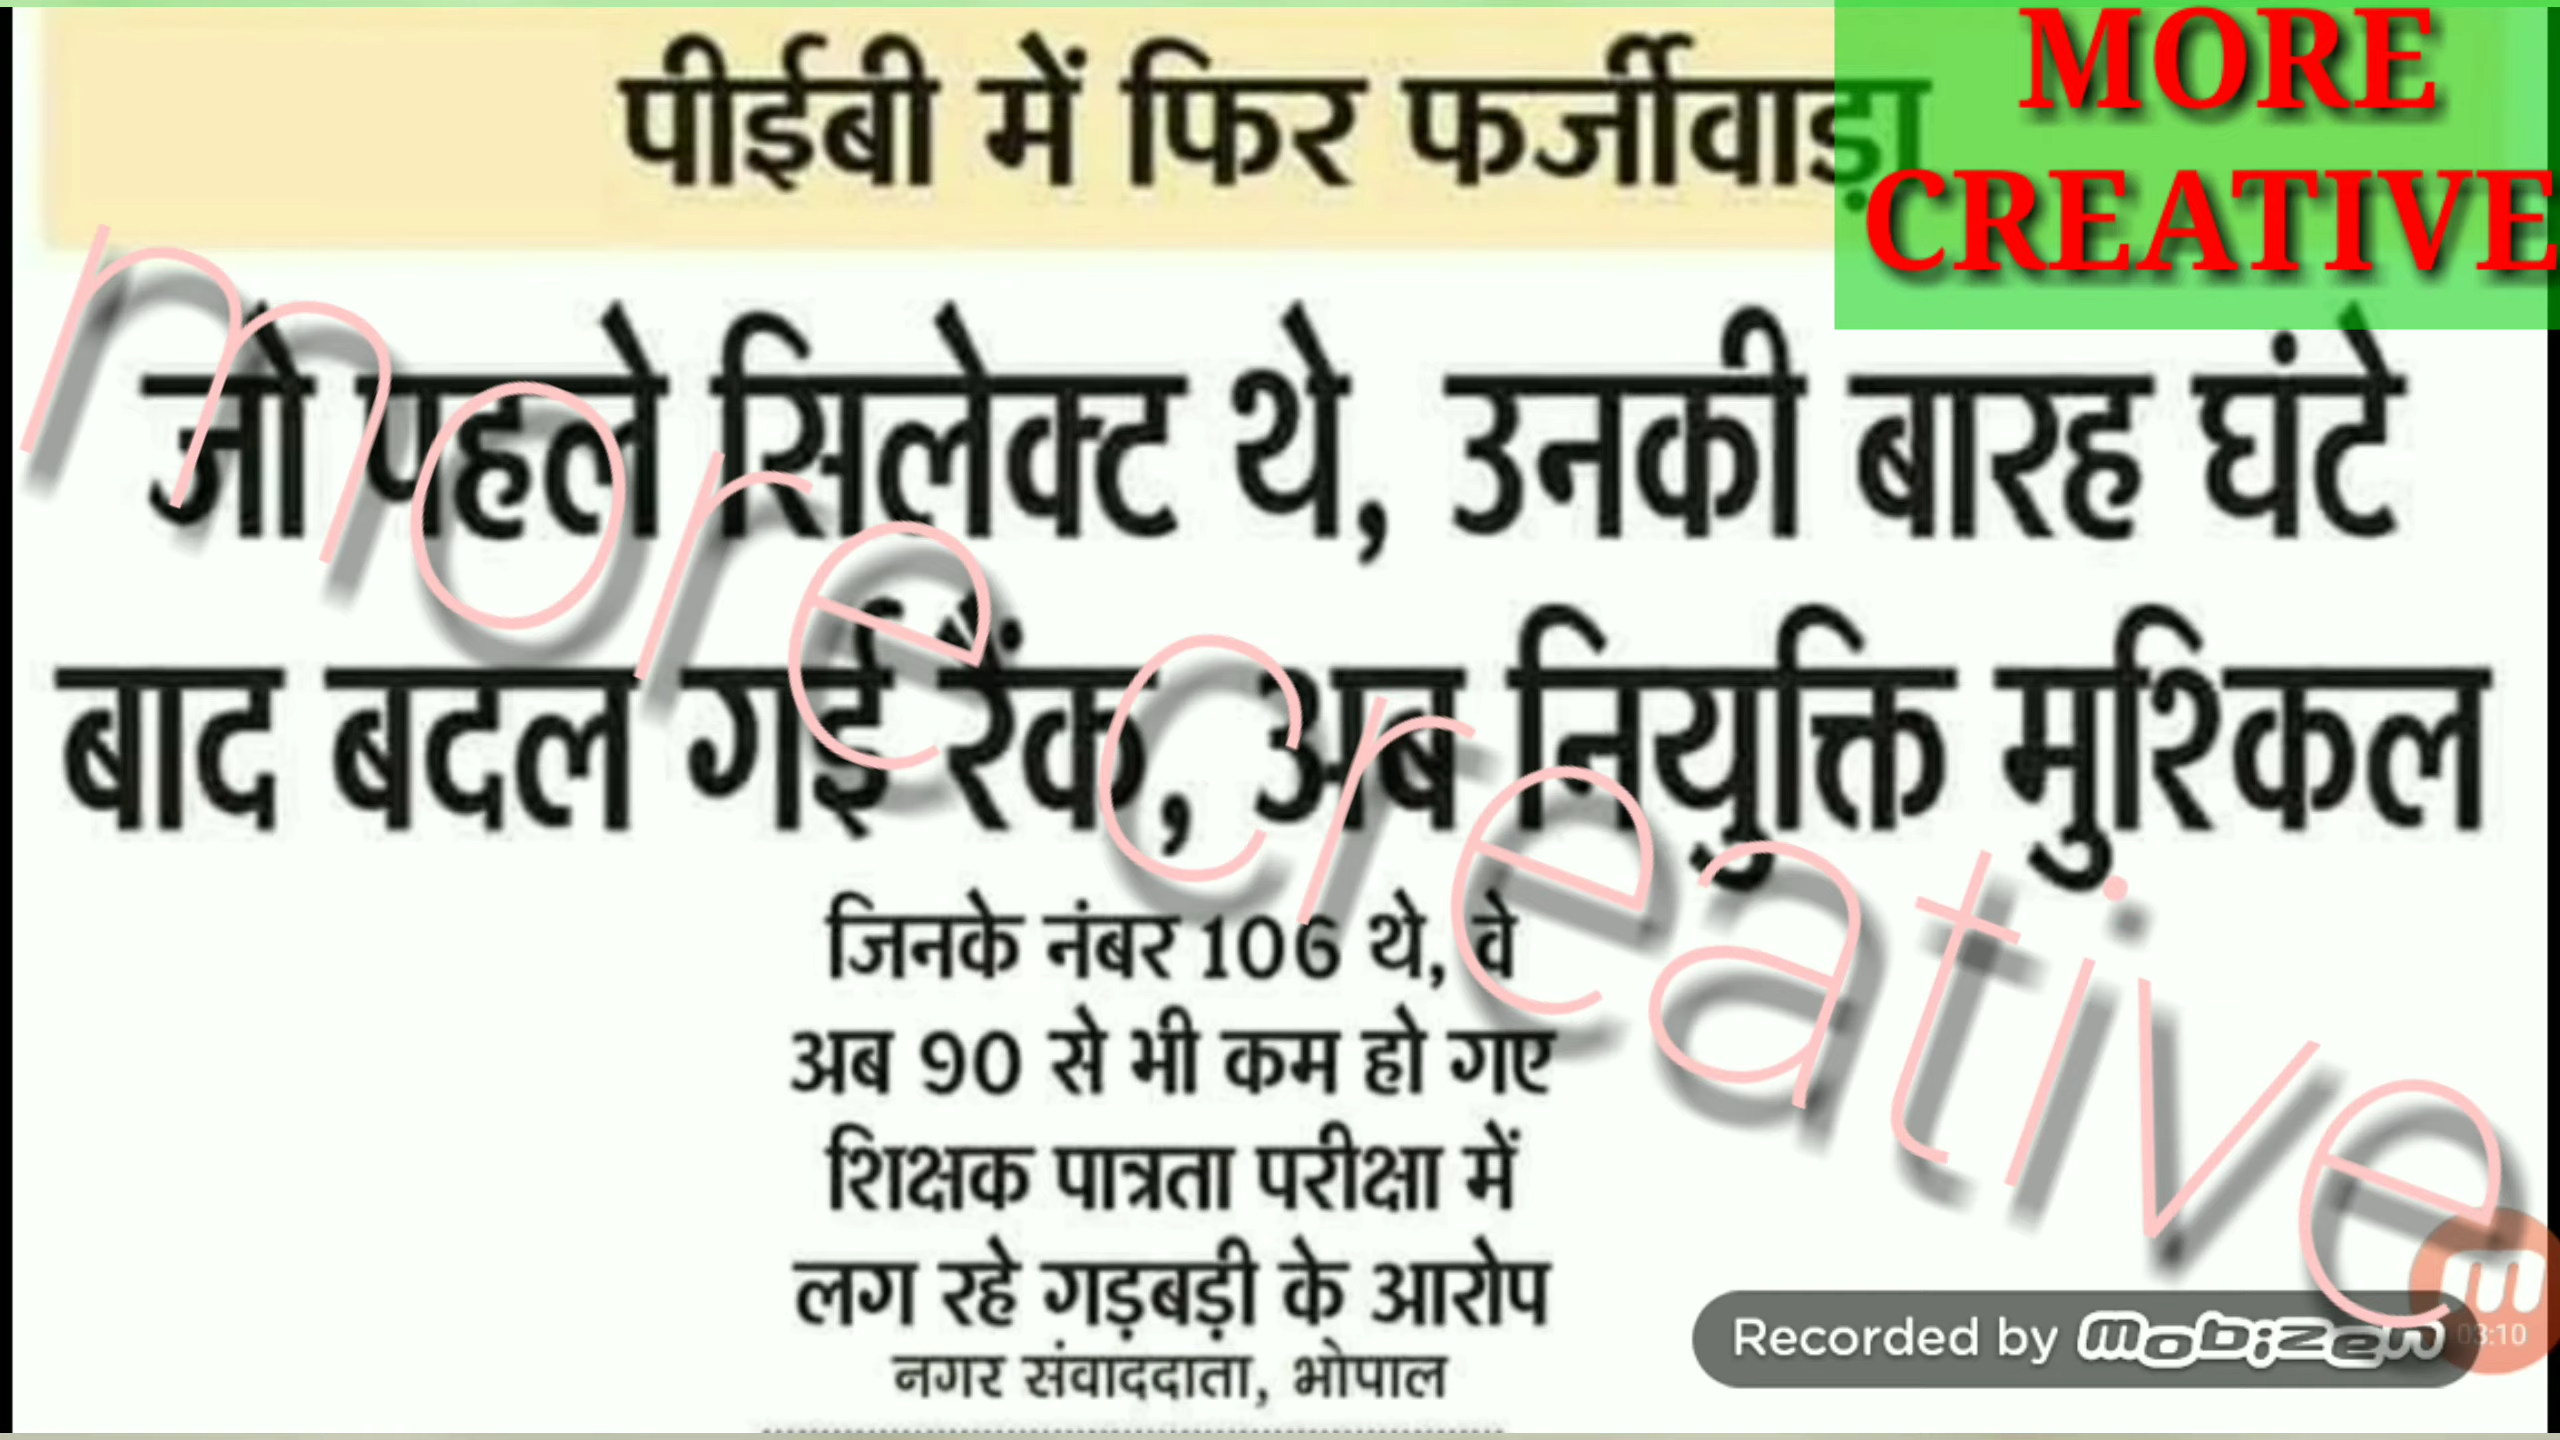 पीईबी में फिर फर्जीवाड़ा
MORE
CREATIVE
जो पहले सिलेक्ट थे, उनकी बारह घंटे
बाद बदल गई रैंक, अब नियुक्ति मुश्किल
more creative
जिनके नंबर 106 थे, वे
अब 90 से भी कम हो गए
शिक्षक पात्रता परीक्षा में
लग रहे गड़बड़ी के आरोप
नगर संवाददाता, भोपाल
Recorded by mobizen
03:10